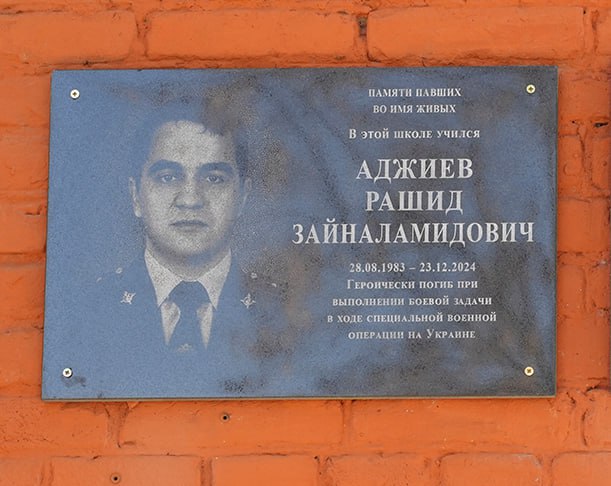 ПАМЯТИ ПАВШИХ
ВО ИМЯ ЖИВЫХ
В ЭТОЙ ШКОЛЕ УЧИЛСЯ
АДЖИЕВ
РАШИД
ЗАЙНАЛАМИДОВИЧ
28.08.1983 – 23.12.2024
ГЕРОИЧЕСКИ ПОГИБ ПРИ
ВЫПОЛНЕНИИ БОЕВОЙ ЗАДАЧИ
В ХОДЕ СПЕЦИАЛЬНОЙ ВОЕННОЙ
ОПЕРАЦИИ НА УКРАИНЕ